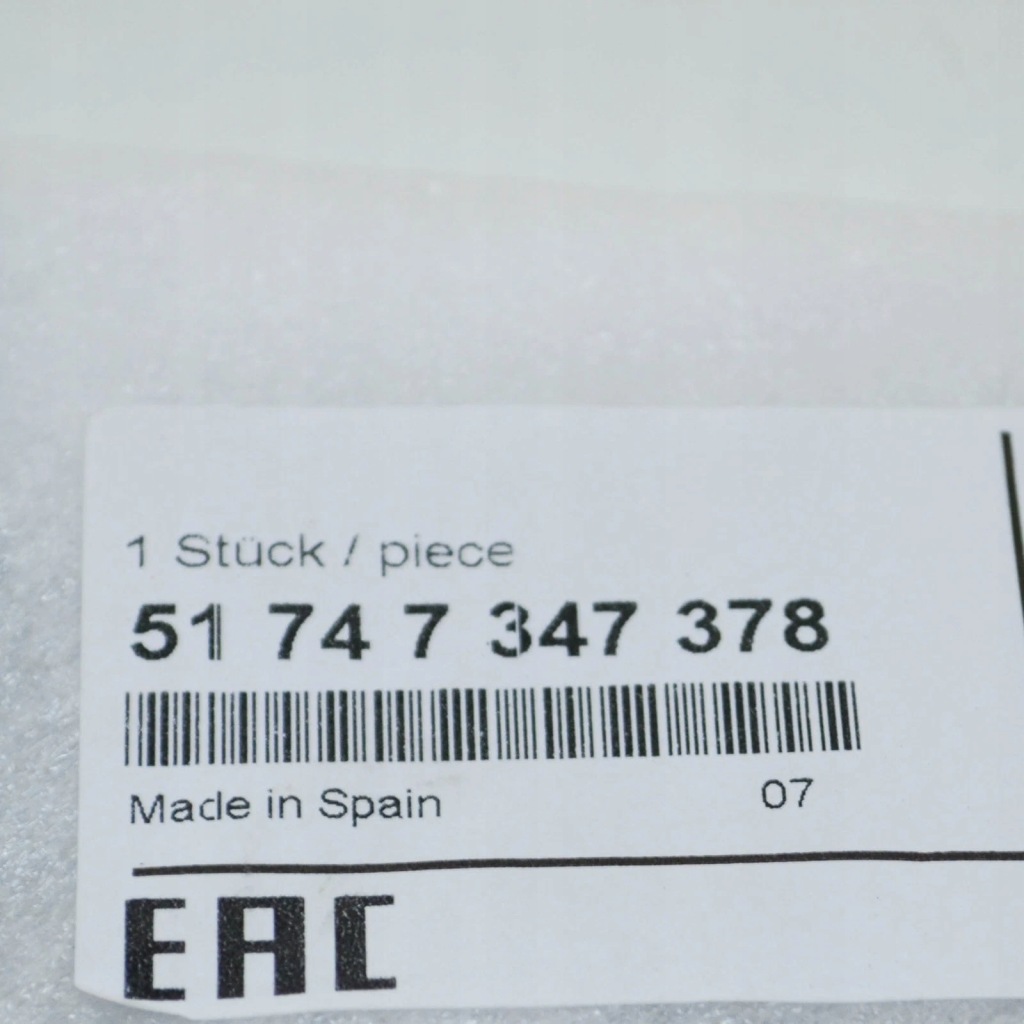 1 Stück / piece
51 74 7 347 378
Made in Spain 07
EAC